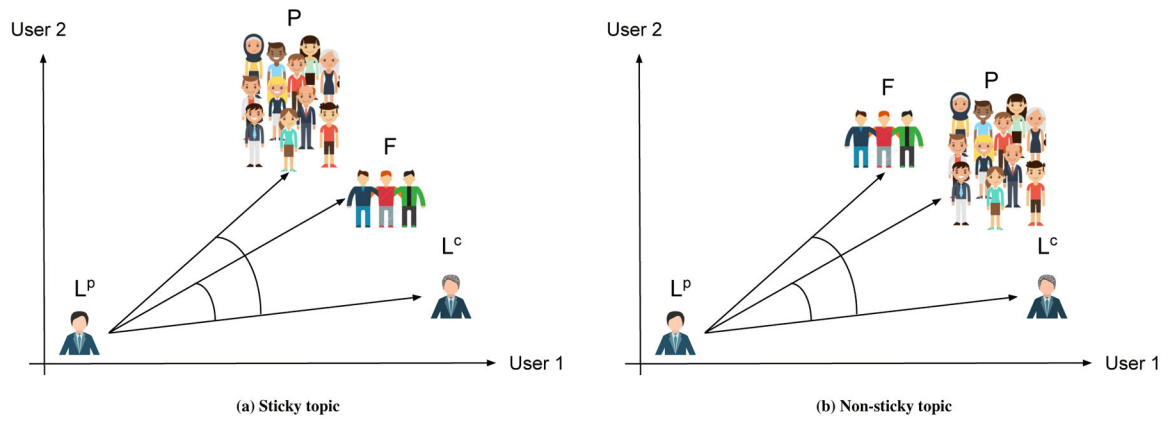 User 2
P
F
L^c
L^p
User 1
(a) Sticky topic
User 2
F
P
L^c
L^p
User 1
(b) Non-sticky topic